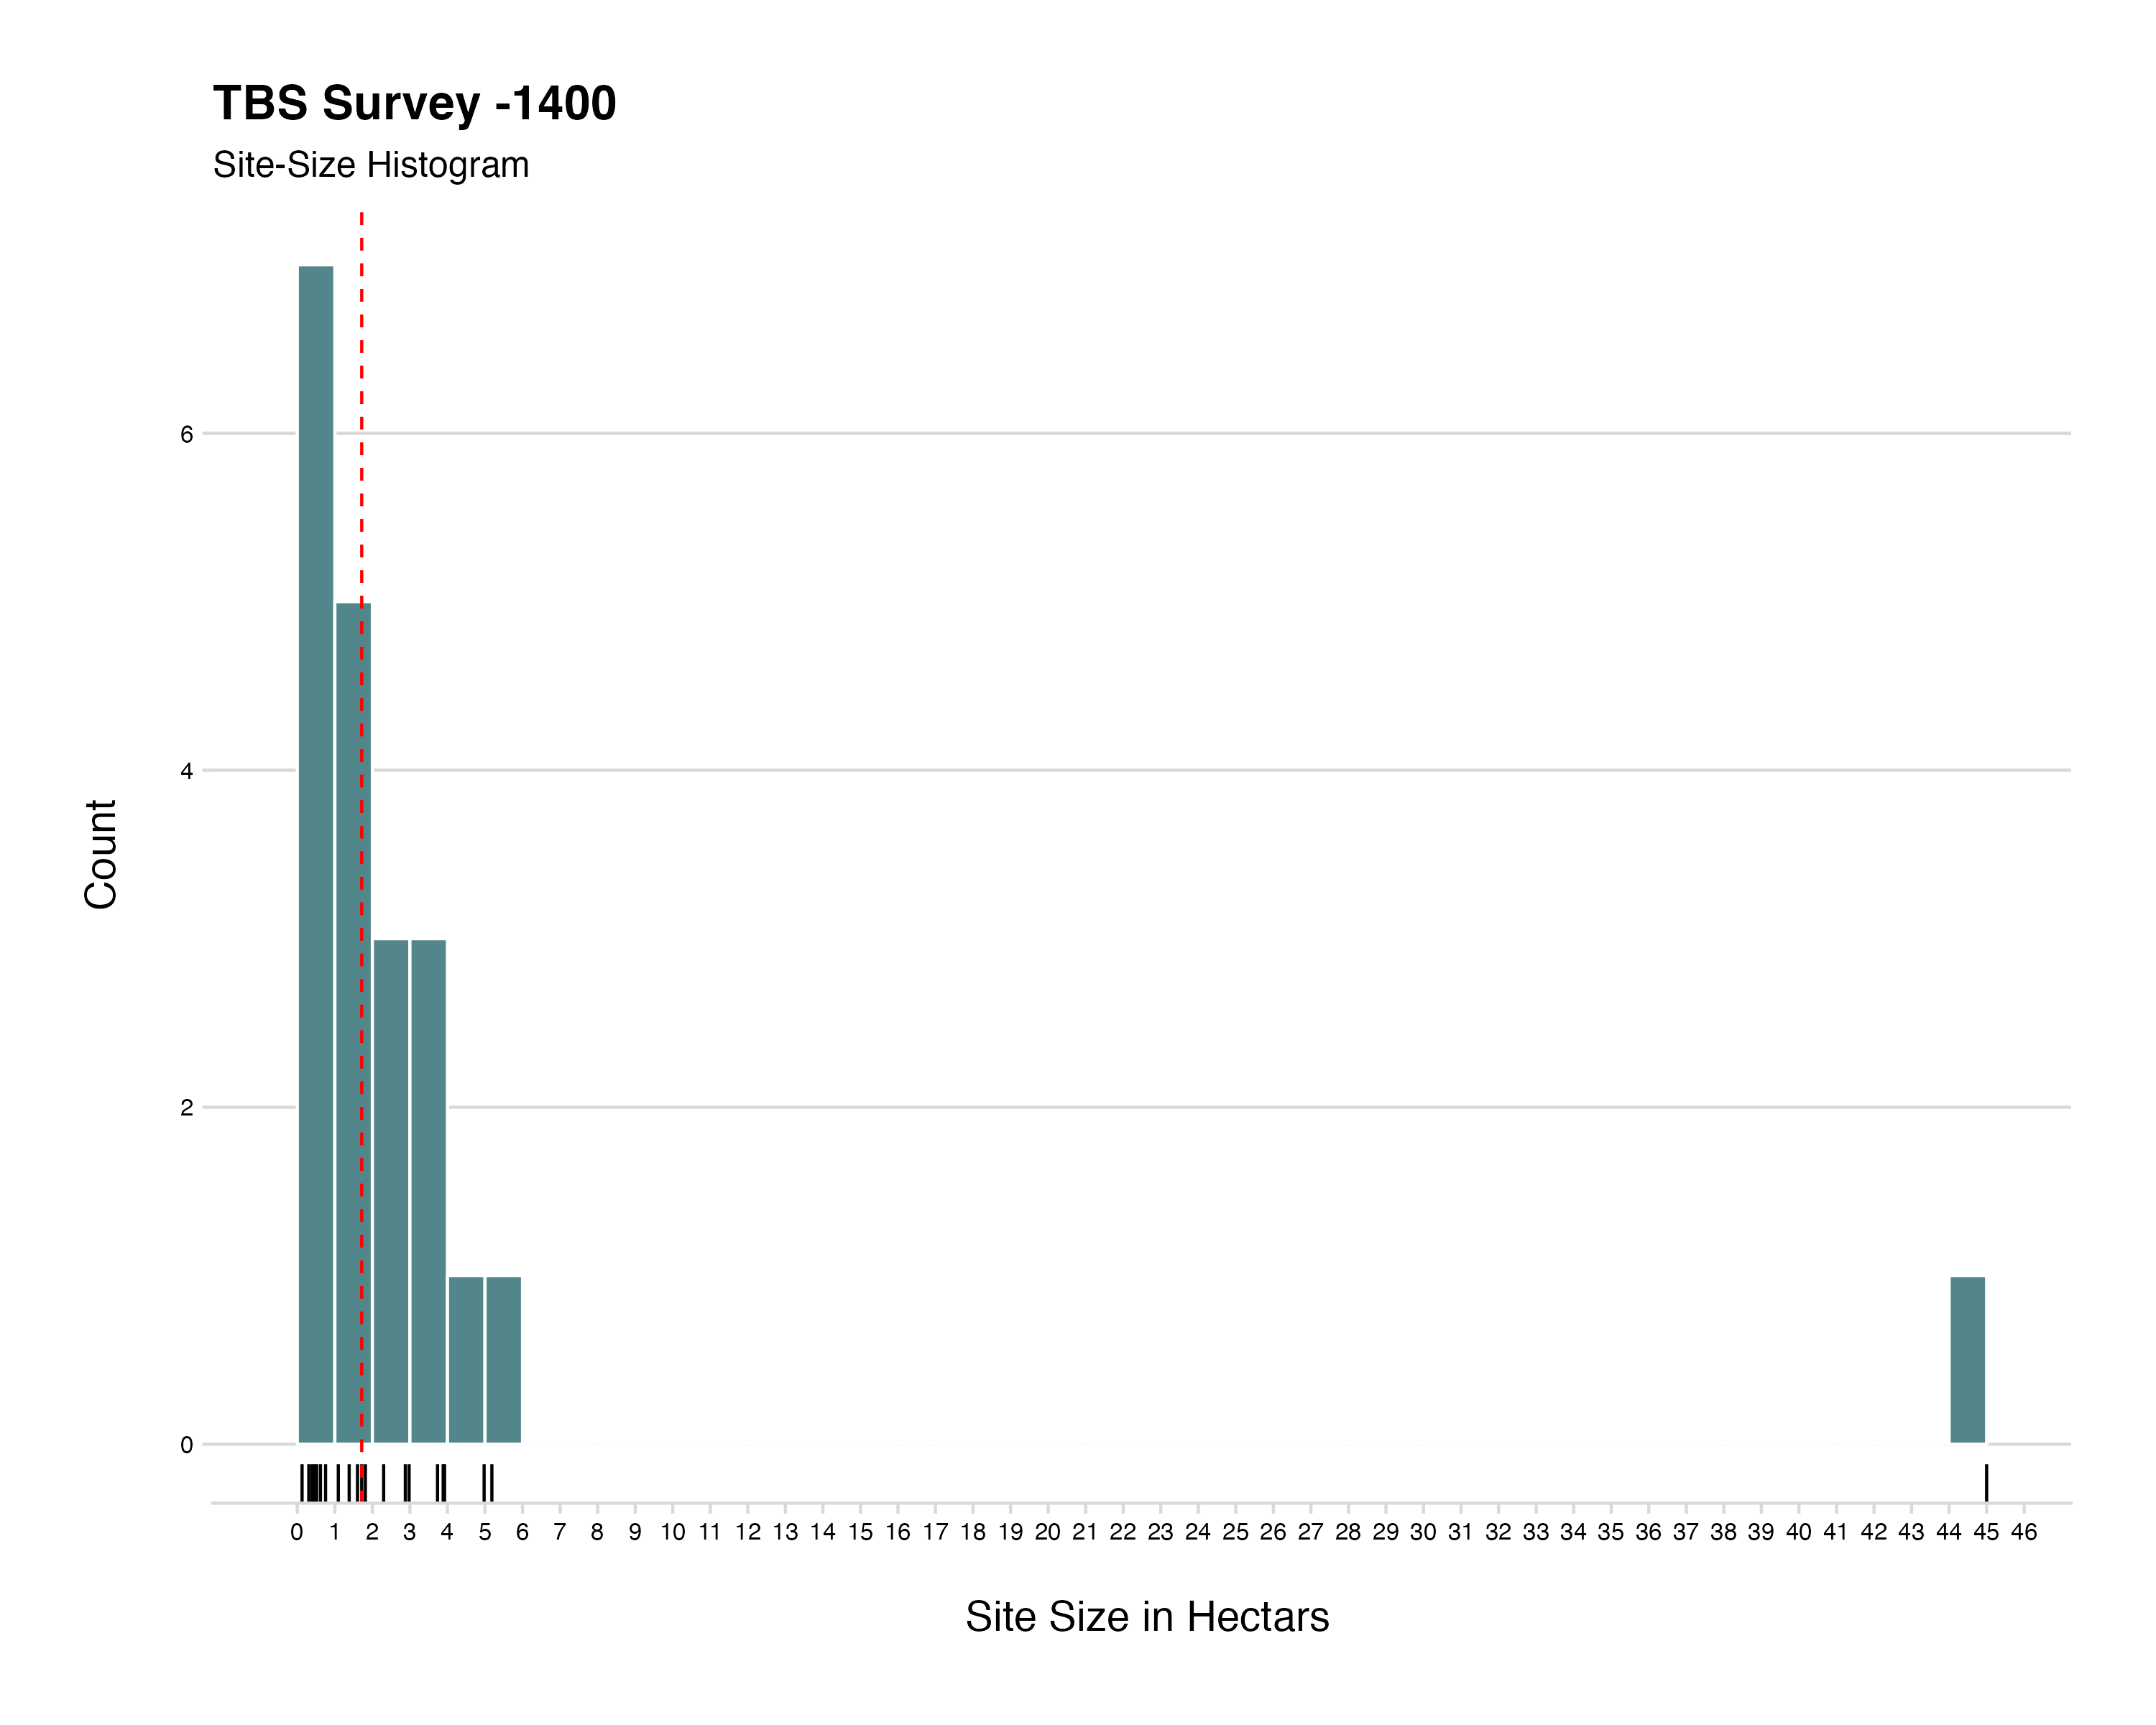 TBS Survey -1400
Site-Size Histogram
6
4
2
0
Count
0 1 2 3 4 5 6 7 8 9 10 11 12 13 14 15 16 17 18 19 20 21 22 23 24 25 26 27 28 29 30 31 32 33 34 35 36 37 38 39 40 41 42 43 44 45 46
Site Size in Hectars